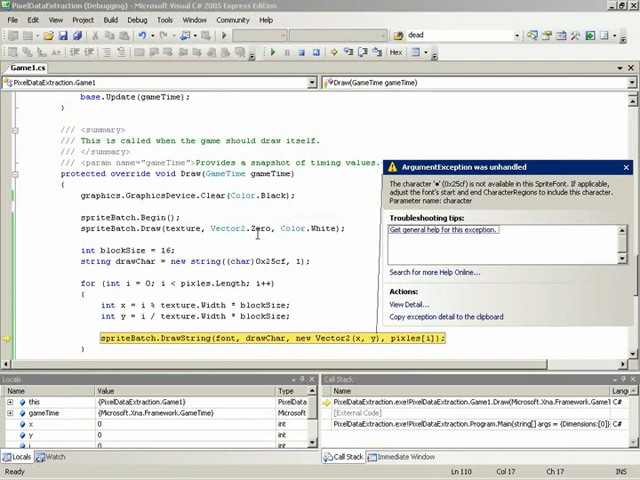 PixelDataExtraction (Debugging) - Microsoft Visual C# 2005 Express Edition
File Edit View Project Build Debug Tools Window Community Help
dead
Hex
Game1.cs
PixelDataExtraction.Game1 Draw(GameTime gameTime)
base.Update(gameTime);
}
/// <summary>
/// This is called when the game should draw itself.
/// </summary>
/// <param name="gameTime">Provides a snapshot of timing values.
protected override void Draw(GameTime gameTime)
{
graphics.GraphicsDevice.Clear(Color.Black);
spriteBatch.Begin();
spriteBatch.Draw(texture, Vector2.Zero, Color.White);
int blockSize = 16;
string drawChar = new string((char)0x25cf, 1);
for (int i = 0; i < pixles.Length; i++)
{
int x = i % texture.Width * blockSize;
int y = i / texture.Width * blockSize;
spriteBatch.DrawString(font, drawChar, new Vector2(x, y), pixles[i]);
}
ArgumentException was unhandled
The character '●' (0x25cf) is not available in this SpriteFont. If applicable,
adjust the font's start and end CharacterRegions to include this character.
Parameter name: character
Troubleshooting tips:
Get general help for this exception.
Search for more Help Online...
Actions:
View Detail...
Copy exception detail to the clipboard
Locals
Name Value Type
this {PixelDataExtraction.Game1} PixelData
gameTime {Microsoft.Xna.Framework.GameTime} Microsoft
x 0 int
y 0 int
i 0 int
Locals Watch
Call Stack
Name Lang
PixelDataExtraction.exe!PixelDataExtraction.Game1.Draw(Microsoft.Xna.Framework.GameT C#
[External Code]
PixelDataExtraction.exe!PixelDataExtraction.Program.Main(string[] args = {Dimensions:[0]}) C#
Call Stack Immediate Window
Ready Ln 110 Col 17 Ch 17